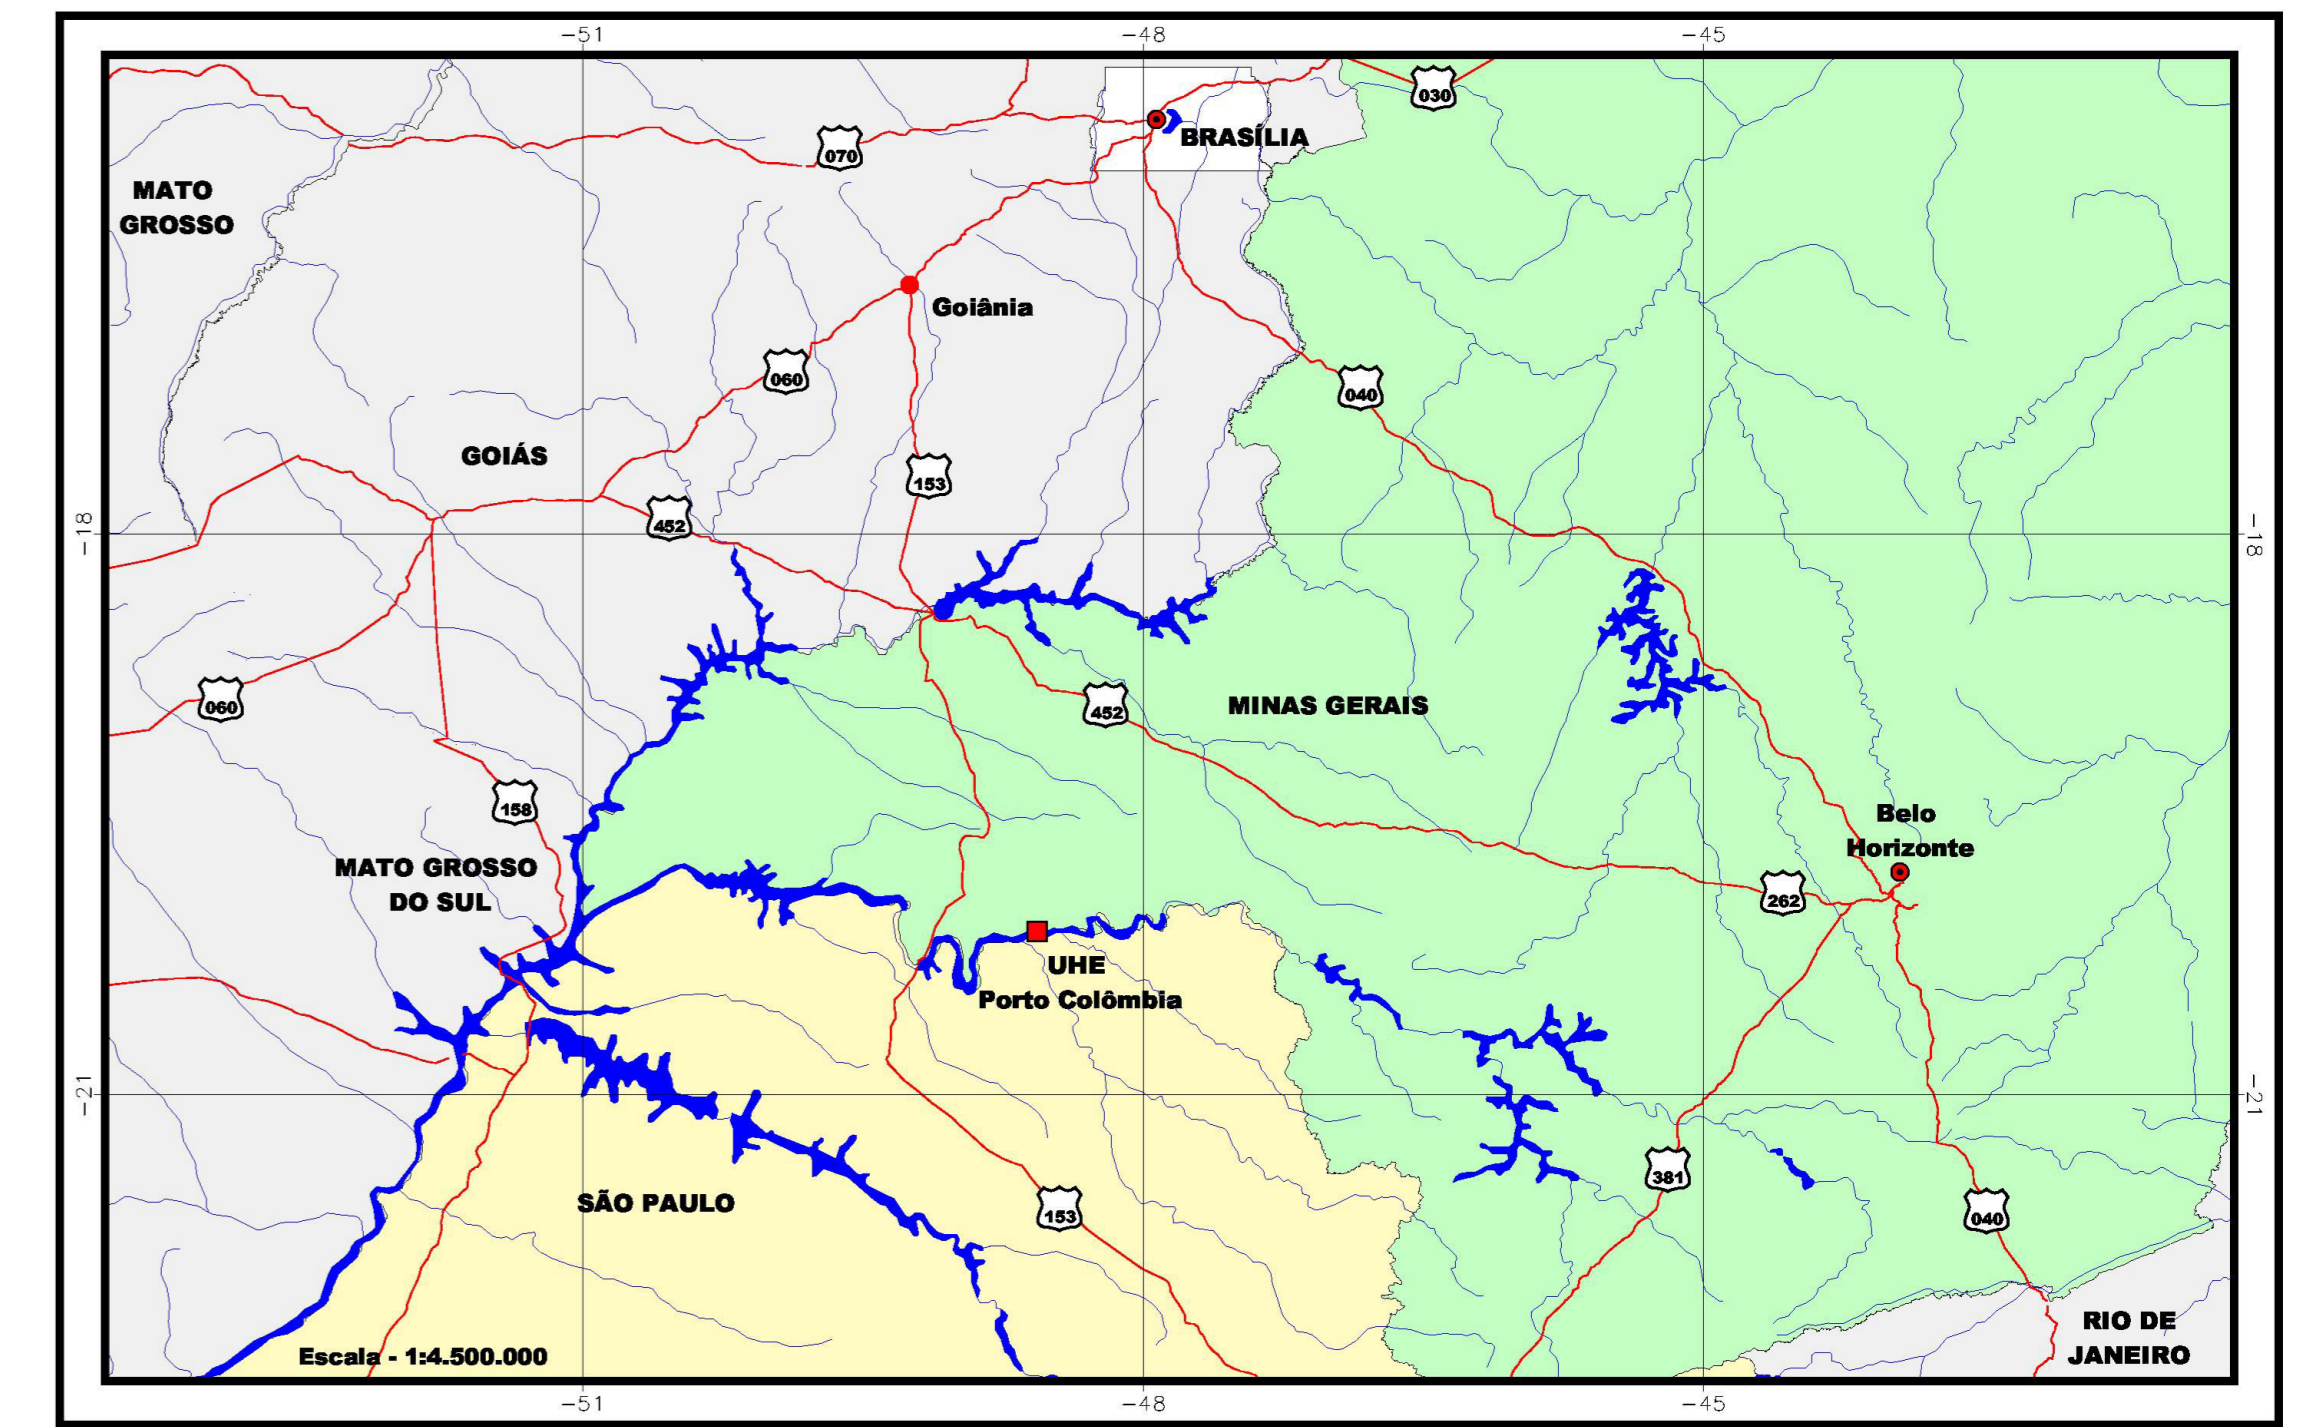 -51
-48
-45
030
BRASÍLIA
070
MATO
GROSSO
Goiânia
060
040
GOIÁS
153
452
-18
-18
060
452
MINAS GERAIS
158
Belo
Horizonte
MATO GROSSO
DO SUL
262
UHE
Porto Colômbia
-21
-21
381
SÃO PAULO
153
040
RIO DE
JANEIRO
Escala - 1:4.500.000
-51
-48
-45